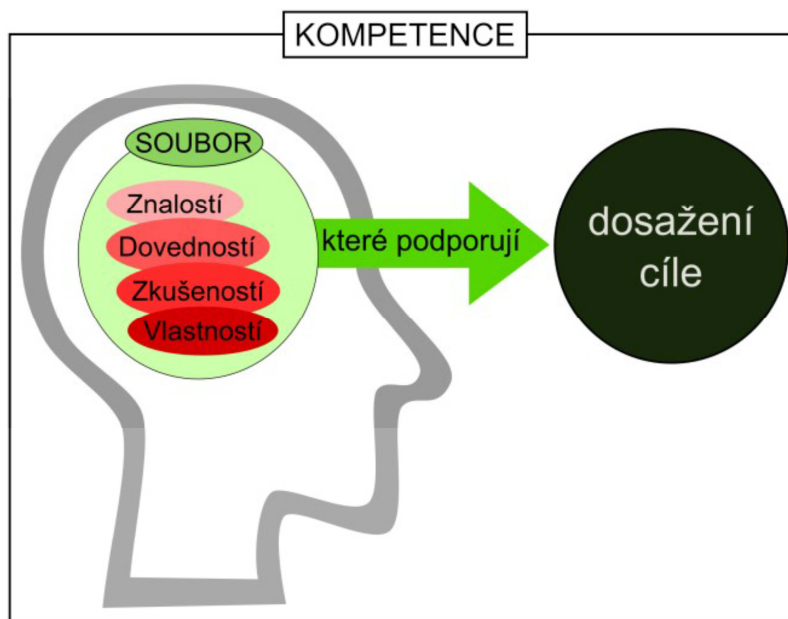 KOMPETENCE
SOUBOR
Znalostí
Dovedností
Zkušeností
Vlastností
které podporují
dosažení
cíle